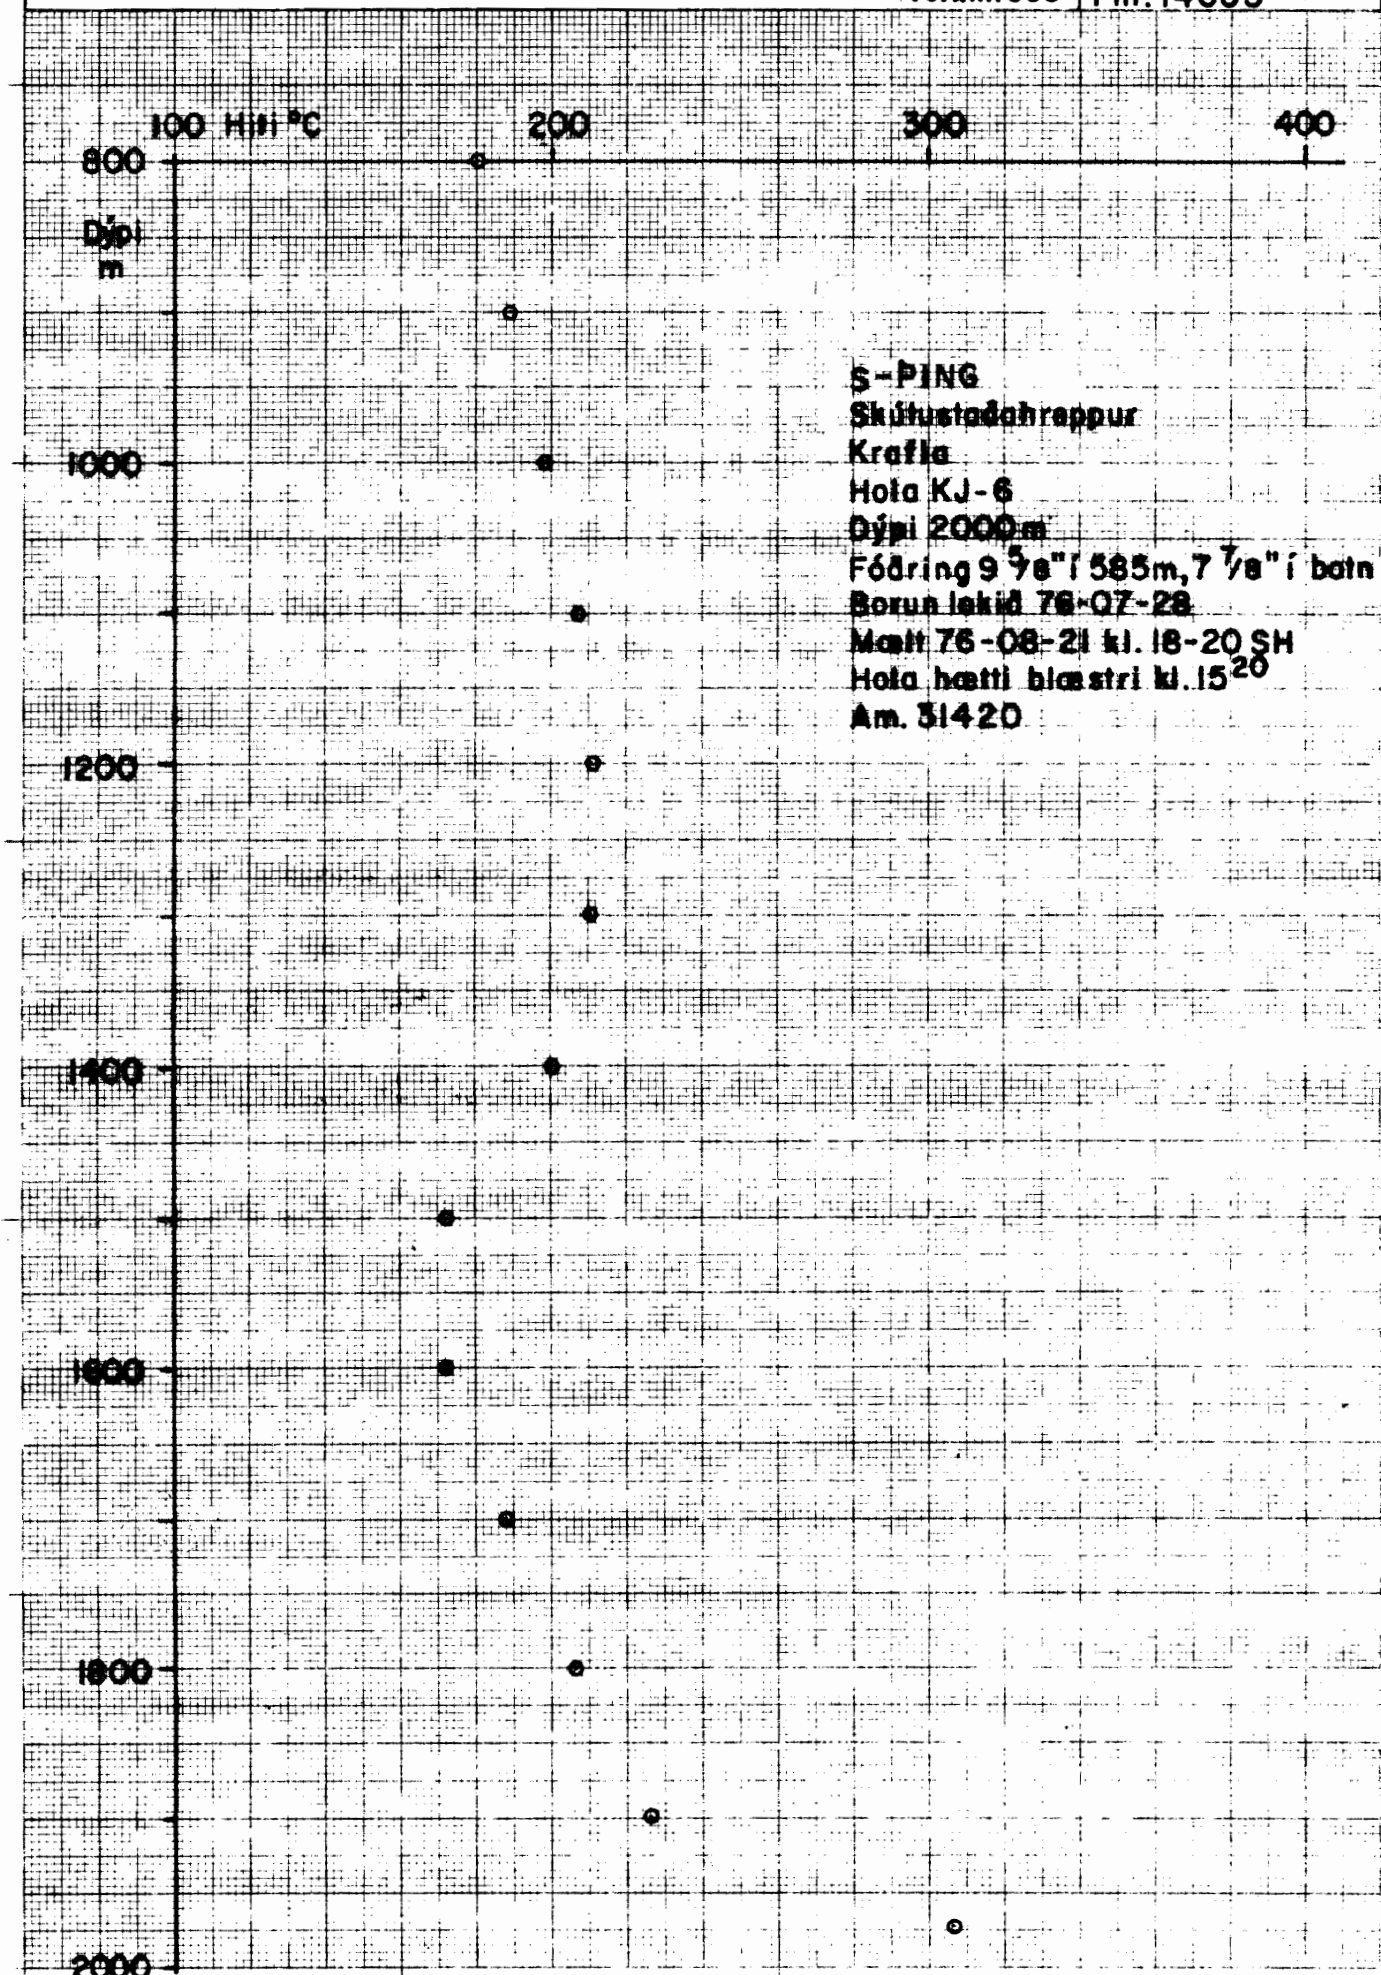 100 Hiti °C 200 300 400
800
Dýpi
m
S-ÞING
Skútustaðahreppur
Krafla
1000
Hola KJ-6
Dýpi 2000m
Fóðring 9 5/8" í 585m, 7 7/8" í botn
Borun lokið 76-07-28
Mælt 76-08-21 kl. 18-20 SH
Hola hætti blæstri kl. 15 20
Am. 31420
1200
1400
1600
1800
2000